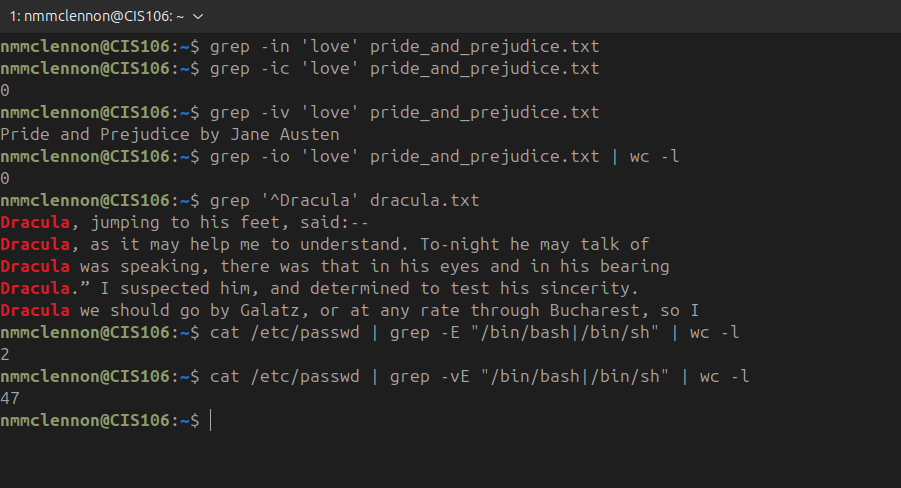 1: nmmclennon@CIS106: ~
nmmclennon@CIS106:~$ grep -in 'love' pride_and_prejudice.txt
nmmclennon@CIS106:~$ grep -ic 'love' pride_and_prejudice.txt
0
nmmclennon@CIS106:~$ grep -iv 'love' pride_and_prejudice.txt
Pride and Prejudice by Jane Austen
nmmclennon@CIS106:~$ grep -io 'love' pride_and_prejudice.txt | wc -l
0
nmmclennon@CIS106:~$ grep '^Dracula' dracula.txt
Dracula, jumping to his feet, said:--
Dracula, as it may help me to understand. To-night he may talk of
Dracula was speaking, there was that in his eyes and in his bearing
Dracula.” I suspected him, and determined to test his sincerity.
Dracula we should go by Galatz, or at any rate through Bucharest, so I
nmmclennon@CIS106:~$ cat /etc/passwd | grep -E "/bin/bash|/bin/sh" | wc -l
2
nmmclennon@CIS106:~$ cat /etc/passwd | grep -vE "/bin/bash|/bin/sh" | wc -l
47
nmmclennon@CIS106:~$